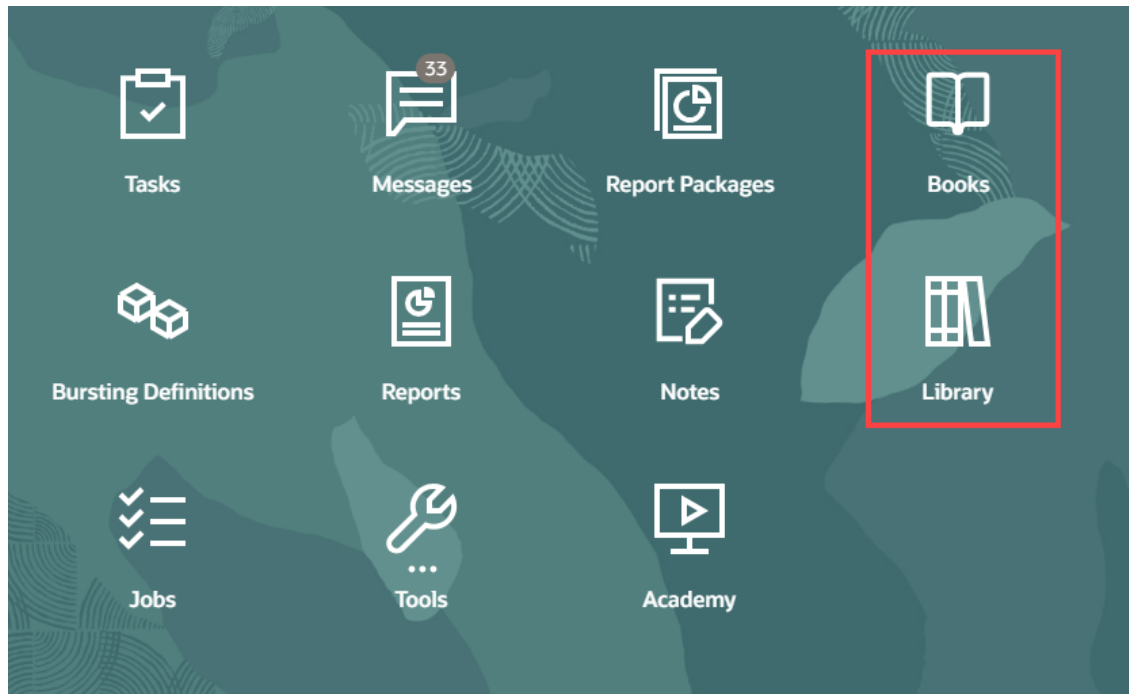 33
Tasks
Messages
Report Packages
Books
Bursting Definitions
Reports
Notes
Library
Jobs
Tools
Academy